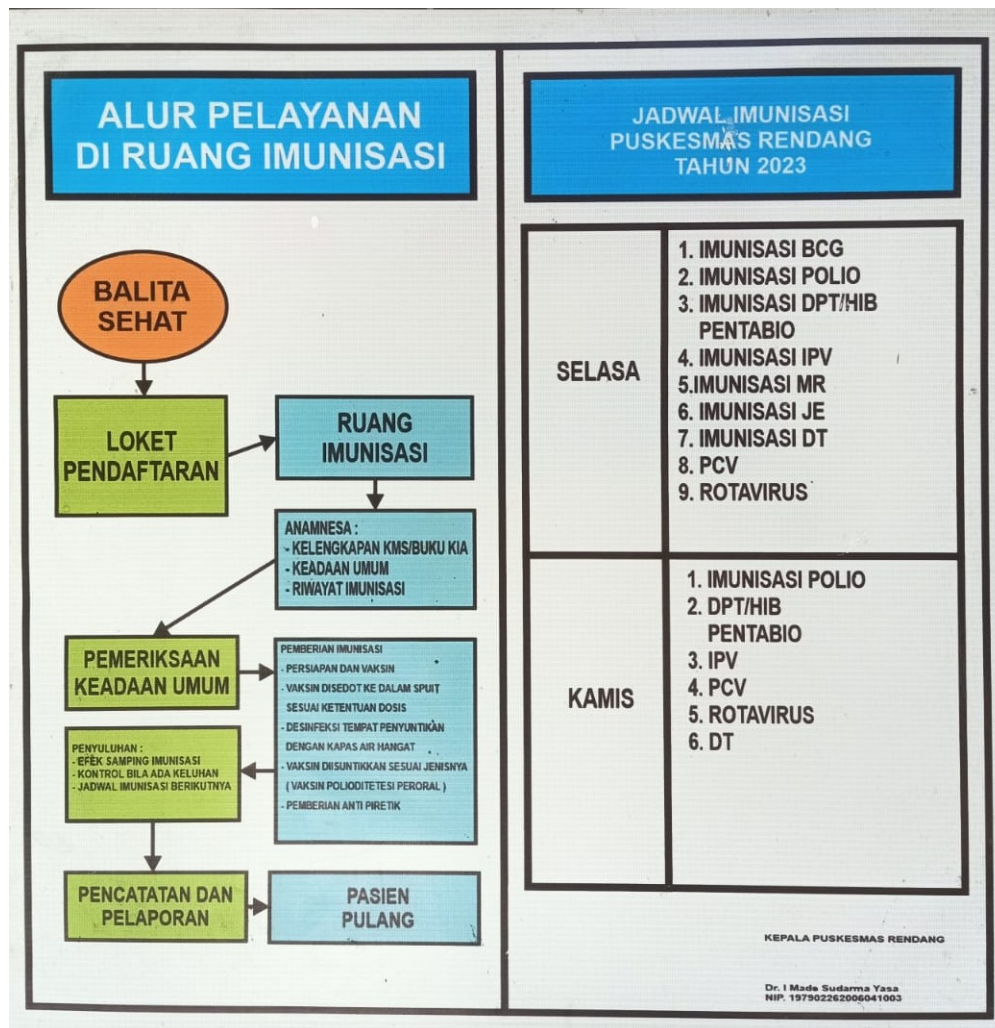 ALUR PELAYANAN
DI RUANG IMUNISASI
BALITA
SEHAT
LOKET
PENDAFTARAN
RUANG
IMUNISASI
ANAMNESA :
- KELENGKAPAN KMS/BUKU KIA
- KEADAAN UMUM
- RIWAYAT IMUNISASI
PEMERIKSAAN
KEADAAN UMUM
PEMBERIAN IMUNISASI
- PERSIAPAN DAN VAKSIN
- VAKSIN DISEDOT KE DALAM SPUIT
SESUAI KETENTUAN DOSIS
- DESINFEKSI TEMPAT PENYUNTIKAN
DENGAN KAPAS AIR HANGAT
- VAKSIN DIISUNTIKKAN SESUAI JENISNYA
( VAKSIN POLIODITETESI PERORAL )
- PEMBERIAN ANTI PIRETIK
PENYULUHAN :
- EFEK SAMPING IMUNISASI
- KONTROL BILA ADA KELUHAN
- JADWAL IMUNISASI BERIKUTNYA
PENCATATAN DAN
PELAPORAN
PASIEN
PULANG
JADWAL IMUNISASI
PUSKESMAS RENDANG
TAHUN 2023
SELASA
1. IMUNISASI BCG
2. IMUNISASI POLIO
3. IMUNISASI DPT/HIB
PENTABIO
4. IMUNISASI IPV
5.IMUNISASI MR
6. IMUNISASI JE
7. IMUNISASI DT
8. PCV
9. ROTAVIRUS
KAMIS
1. IMUNISASI POLIO
2. DPT/HIB
PENTABIO
3. IPV
4. PCV
5. ROTAVIRUS
6. DT
KEPALA PUSKESMAS RENDANG
Dr. I Made Sudarma Yasa
NIP. 197902262006041003